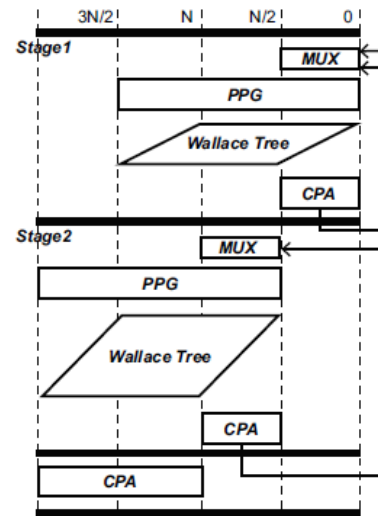 3N/2 N N/2 0
Stage1
MUX
PPG
Wallace Tree
CPA
Stage2
MUX
PPG
Wallace Tree
CPA
CPA